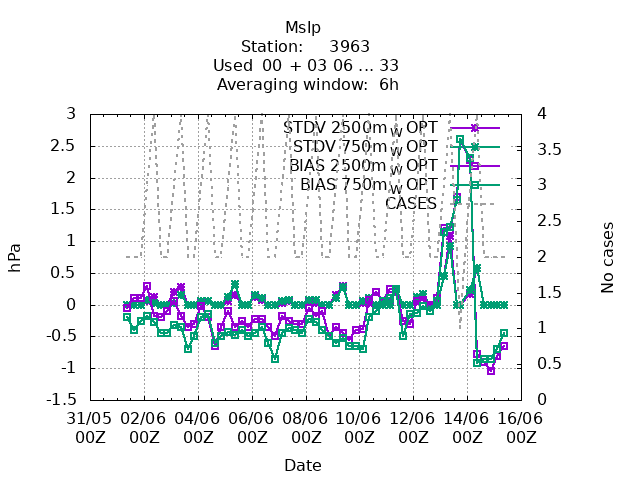 Mslp
Station: 3963
Used 00 + 03 06 ... 33
Averaging window: 6h
STDV 2500m_W OPT
STDV 750m_W OPT
BIAS 2500m_W OPT
BIAS 750m_W OPT
CASES
3
2.5
2
1.5
1
0.5
0
-0.5
-1
-1.5
hPa
4
3.5
3
2.5
2
1.5
1
0.5
0
No cases
31/05 02/06 04/06 06/06 08/06 10/06 12/06 14/06 16/06
00Z 00Z 00Z 00Z 00Z 00Z 00Z 00Z 00Z
Date